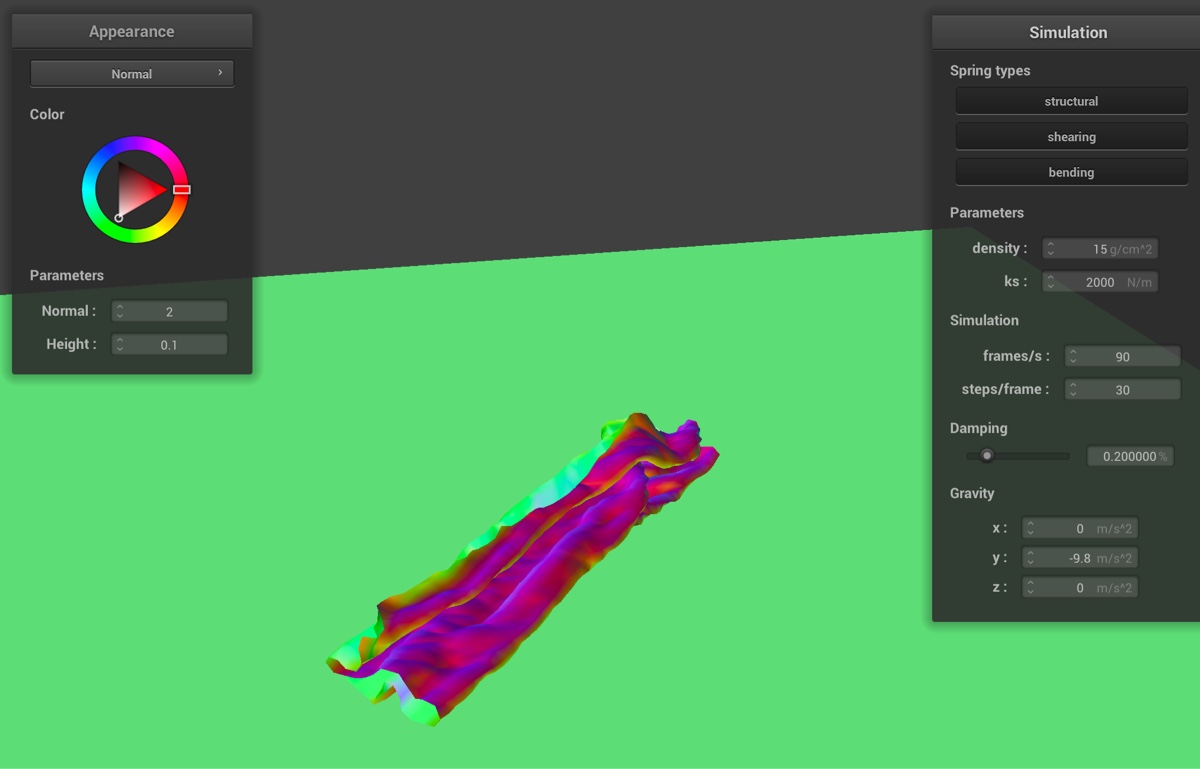 Appearance
Normal
Color
Parameters
Normal : 2
Height : 0.1
Simulation
Spring types
structural
shearing
bending
Parameters
density : 15 g/cm^2
ks : 2000 N/m
Simulation
frames/s : 90
steps/frame : 30
Damping
0.200000 %
Gravity
x : 0 m/s^2
y : -9.8 m/s^2
z : 0 m/s^2